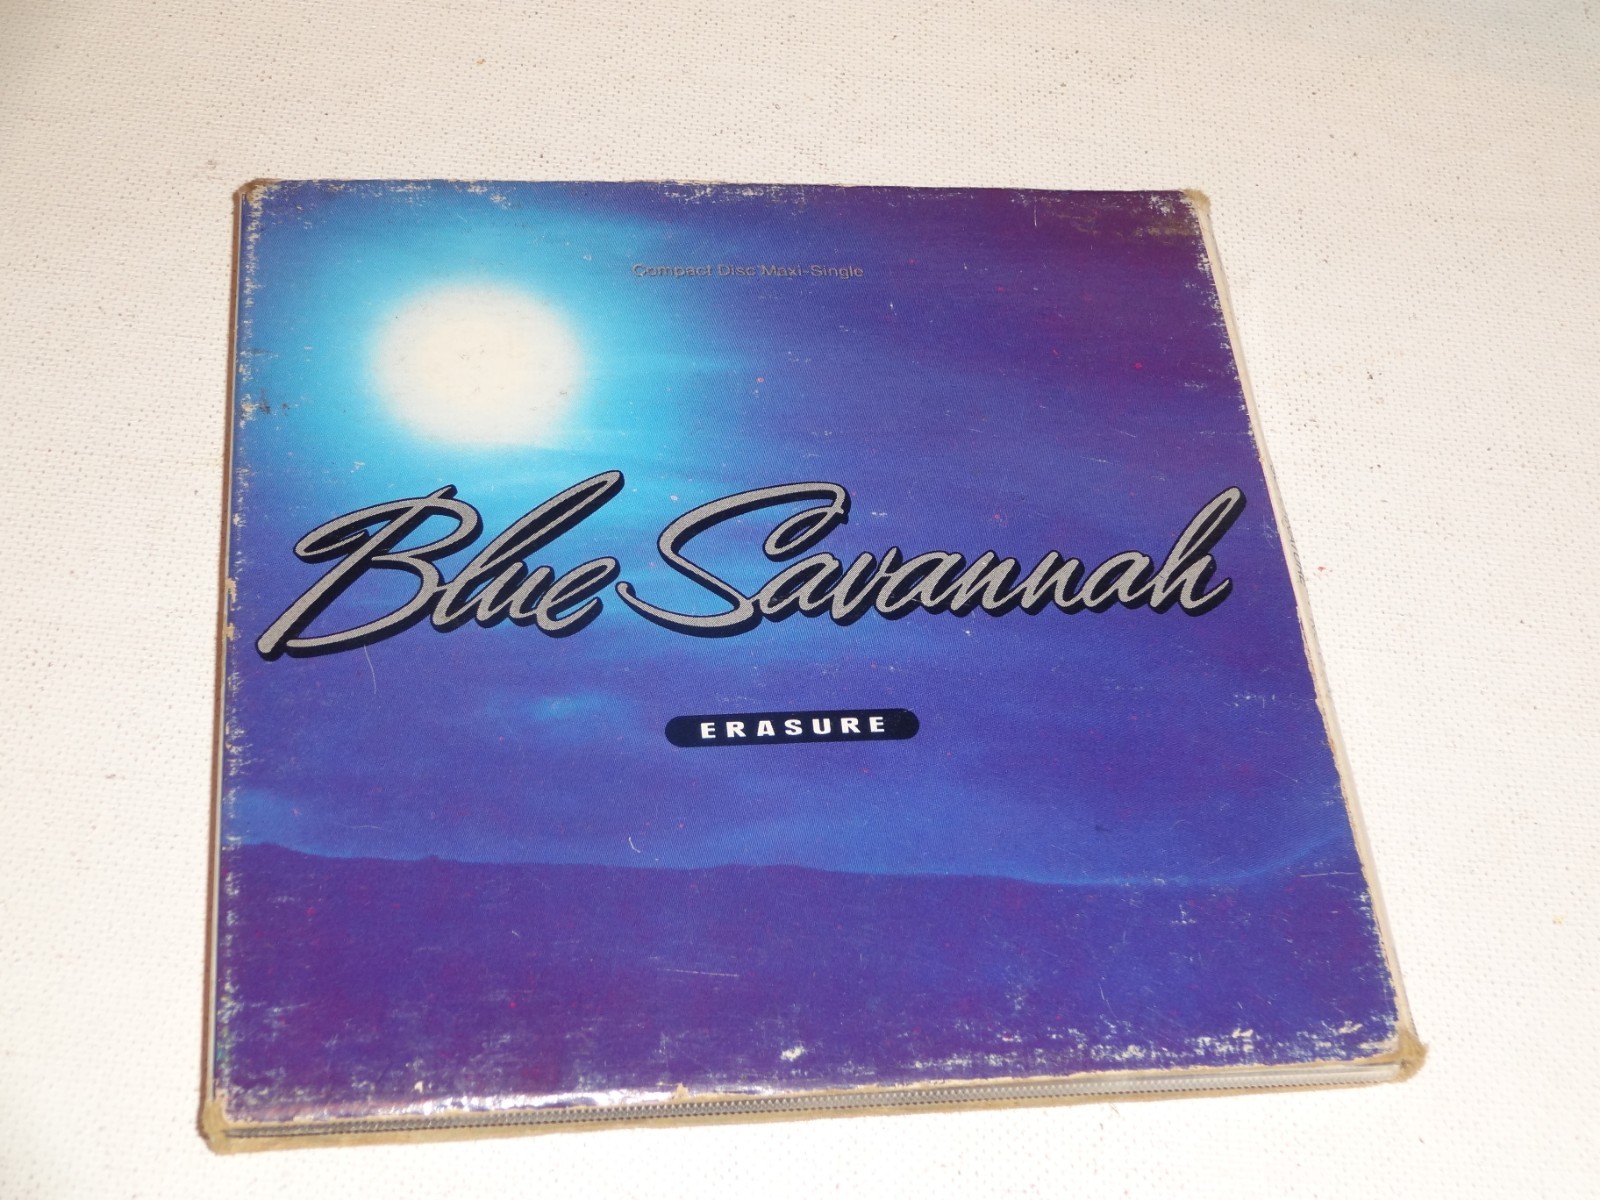 Compact Disc Maxi-Single
Blue Savannah
ERASURE